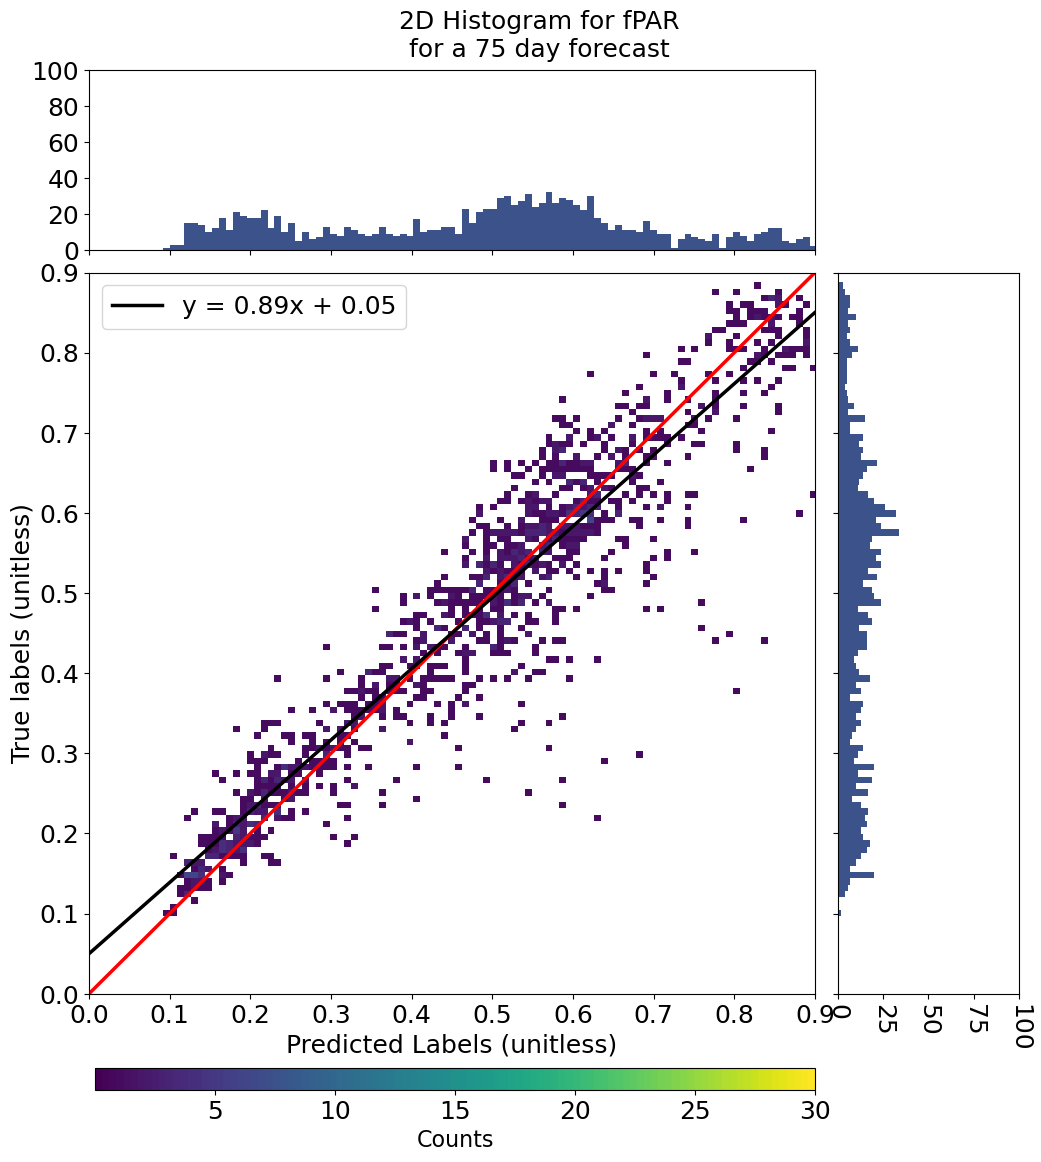 2D Histogram for fPAR
for a 75 day forecast
100
80
60
40
20
0
0.9
0.8
0.7
0.6
0.5
0.4
0.3
0.2
0.1
0.0
y = 0.89x + 0.05
True labels (unitless)
0.0 0.1 0.2 0.3 0.4 0.5 0.6 0.7 0.8 0.9
0 25 50 75 100
Predicted Labels (unitless)
5 10 15 20 25 30
Counts